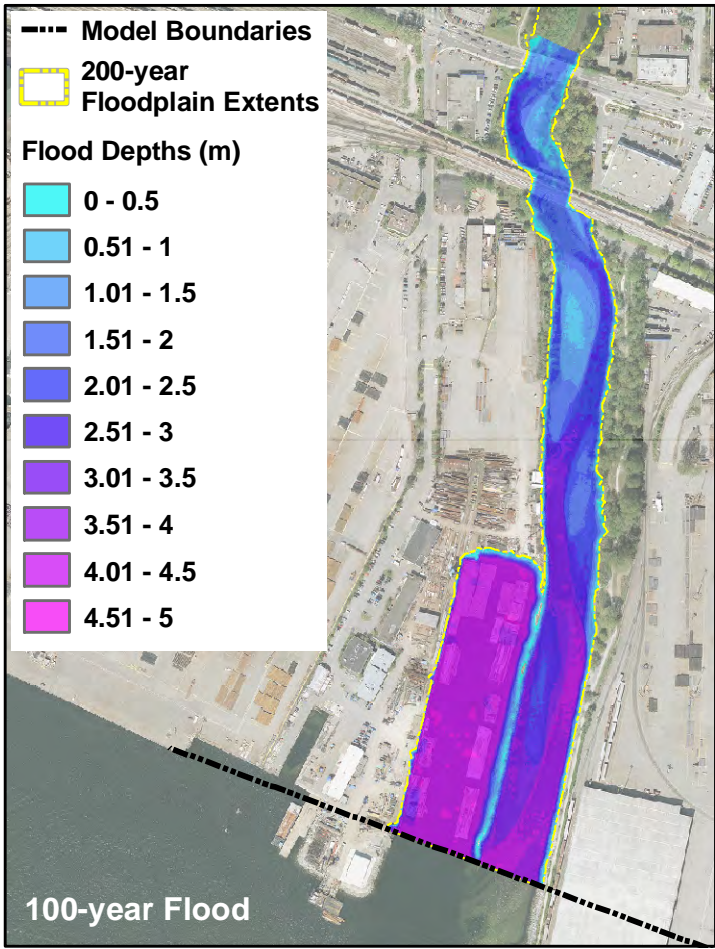 Model Boundaries
200-year
Floodplain Extents
Flood Depths (m)
0 - 0.5
0.51 - 1
1.01 - 1.5
1.51 - 2
2.01 - 2.5
2.51 - 3
3.01 - 3.5
3.51 - 4
4.01 - 4.5
4.51 - 5
100-year Flood